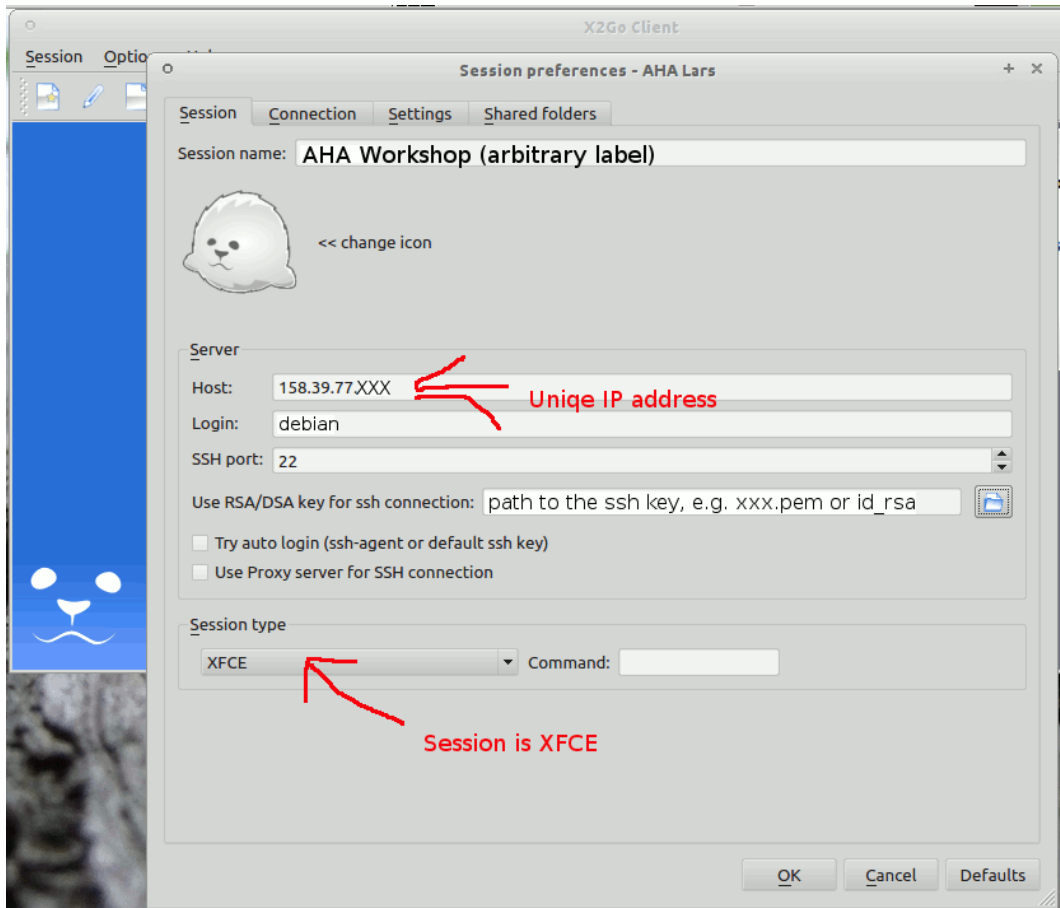 X2Go Client
Session Optio
Session preferences - AHA Lars
Session Connection Settings Shared folders
Session name: AHA Workshop (arbitrary label)
<< change icon
Server
Host: 158.39.77.XXX
Uniqe IP address
Login: debian
SSH port: 22
Use RSA/DSA key for ssh connection: path to the ssh key, e.g. xxx.pem or id_rsa
Try auto login (ssh-agent or default ssh key)
Use Proxy server for SSH connection
Session type
XFCE Command:
Session is XFCE
OK Cancel Defaults